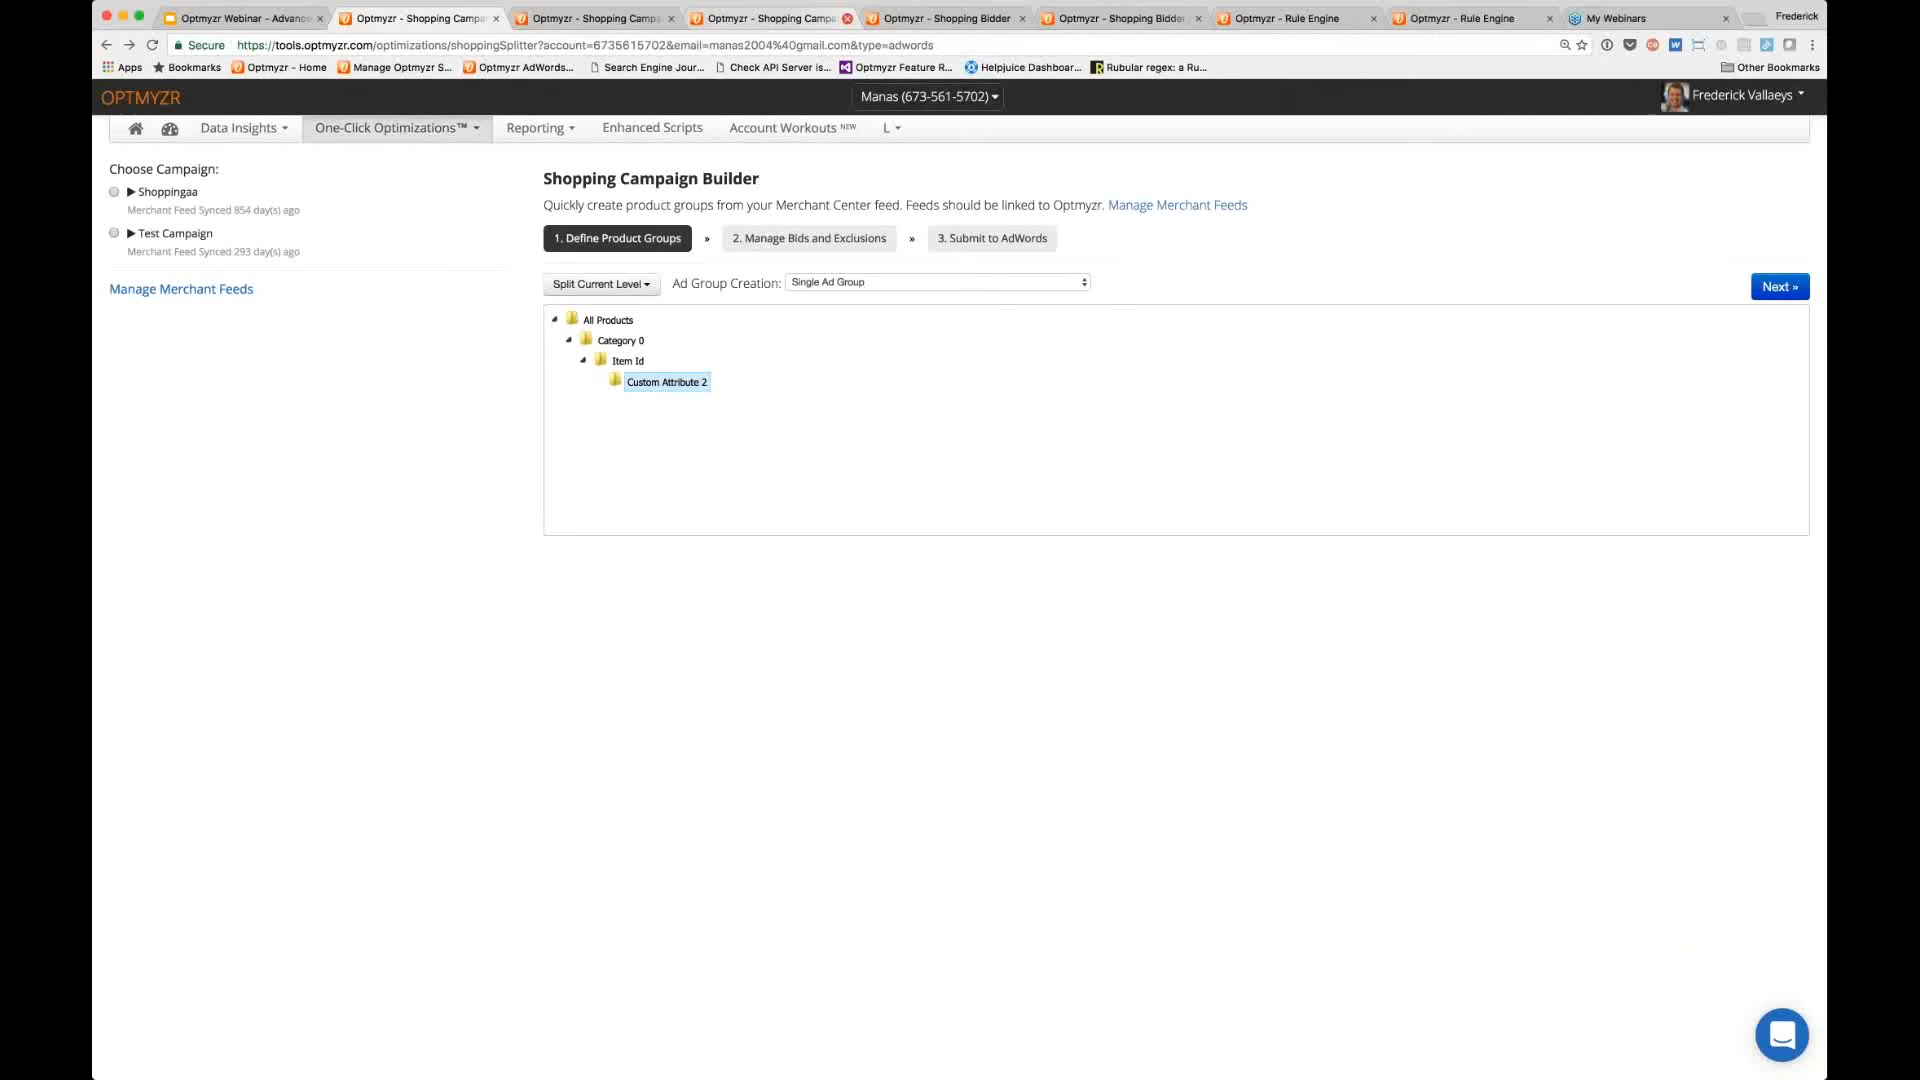 Optmyzr Webinar - Advanc
Optmyzr - Shopping Campa
Optmyzr - Shopping Campa
Optmyzr - Shopping Campa
Optmyzr - Shopping Bidder
Optmyzr - Shopping Bidde
Optmyzr - Rule Engine
Optmyzr - Rule Engine
My Webinars
Frederick
Secure https://tools.optmyzr.com/optimizations/shoppingSplitter?account=6735615702&email=manas2004%40gmail.com&type=adwords
Apps Bookmarks Optmyzr - Home Manage Optmyzr S... Optmyzr AdWords... Search Engine Jour... Check API Server is... Optmyzr Feature R... Helpjuice Dashboar... Rubular regex: a Ru... Other Bookmarks
OPTMYZR Manas (673-561-5702) Frederick Vallaeys
Data Insights One-Click Optimizations™ Reporting Enhanced Scripts Account Workouts NEW L
Choose Campaign:
Shoppingaa
Merchant Feed Synced 854 day(s) ago
Test Campaign
Merchant Feed Synced 293 day(s) ago
Manage Merchant Feeds
Shopping Campaign Builder
Quickly create product groups from your Merchant Center feed. Feeds should be linked to Optmyzr. Manage Merchant Feeds
1. Define Product Groups » 2. Manage Bids and Exclusions » 3. Submit to AdWords
Split Current Level Ad Group Creation: Single Ad Group Next »
All Products
Category 0
Item Id
Custom Attribute 2